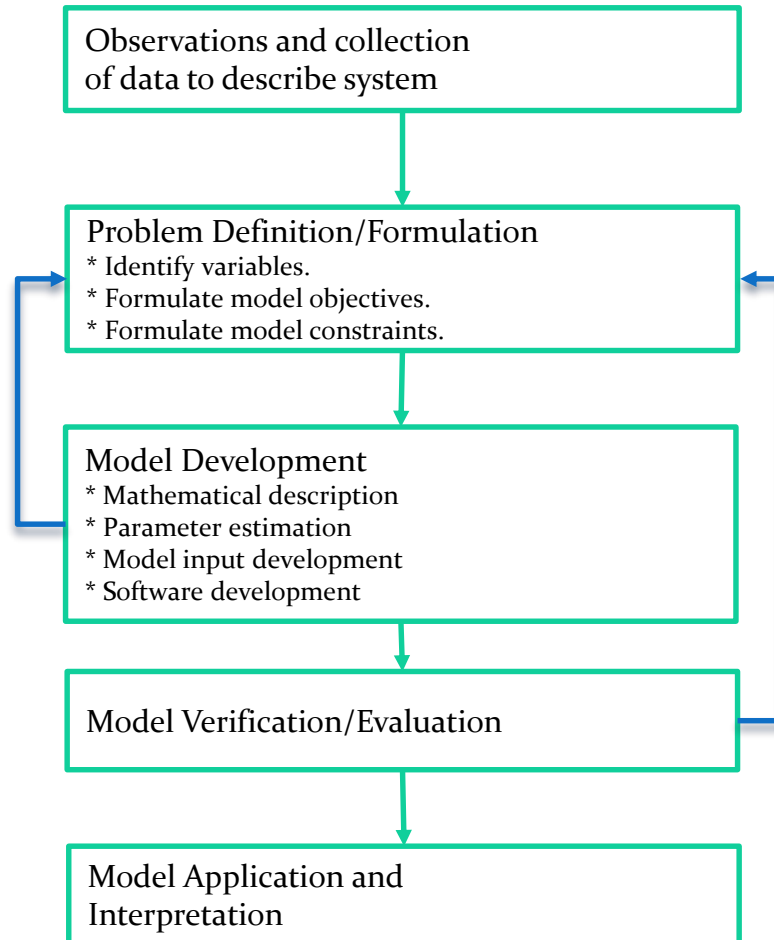 Observations and collection
of data to describe system
Problem Definition/Formulation
* Identify variables.
* Formulate model objectives.
* Formulate model constraints.
Model Development
* Mathematical description
* Parameter estimation
* Model input development
* Software development
Model Verification/Evaluation
Model Application and
Interpretation